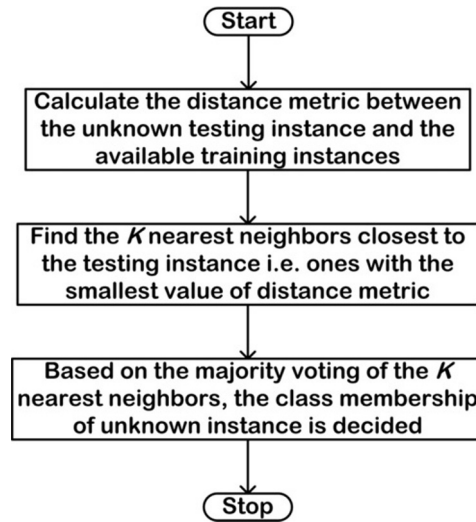 Start
Calculate the distance metric between
the unknown testing instance and the
available training instances
Find the K nearest neighbors closest to
the testing instance i.e. ones with the
smallest value of distance metric
Based on the majority voting of the K
nearest neighbors, the class membership
of unknown instance is decided
Stop